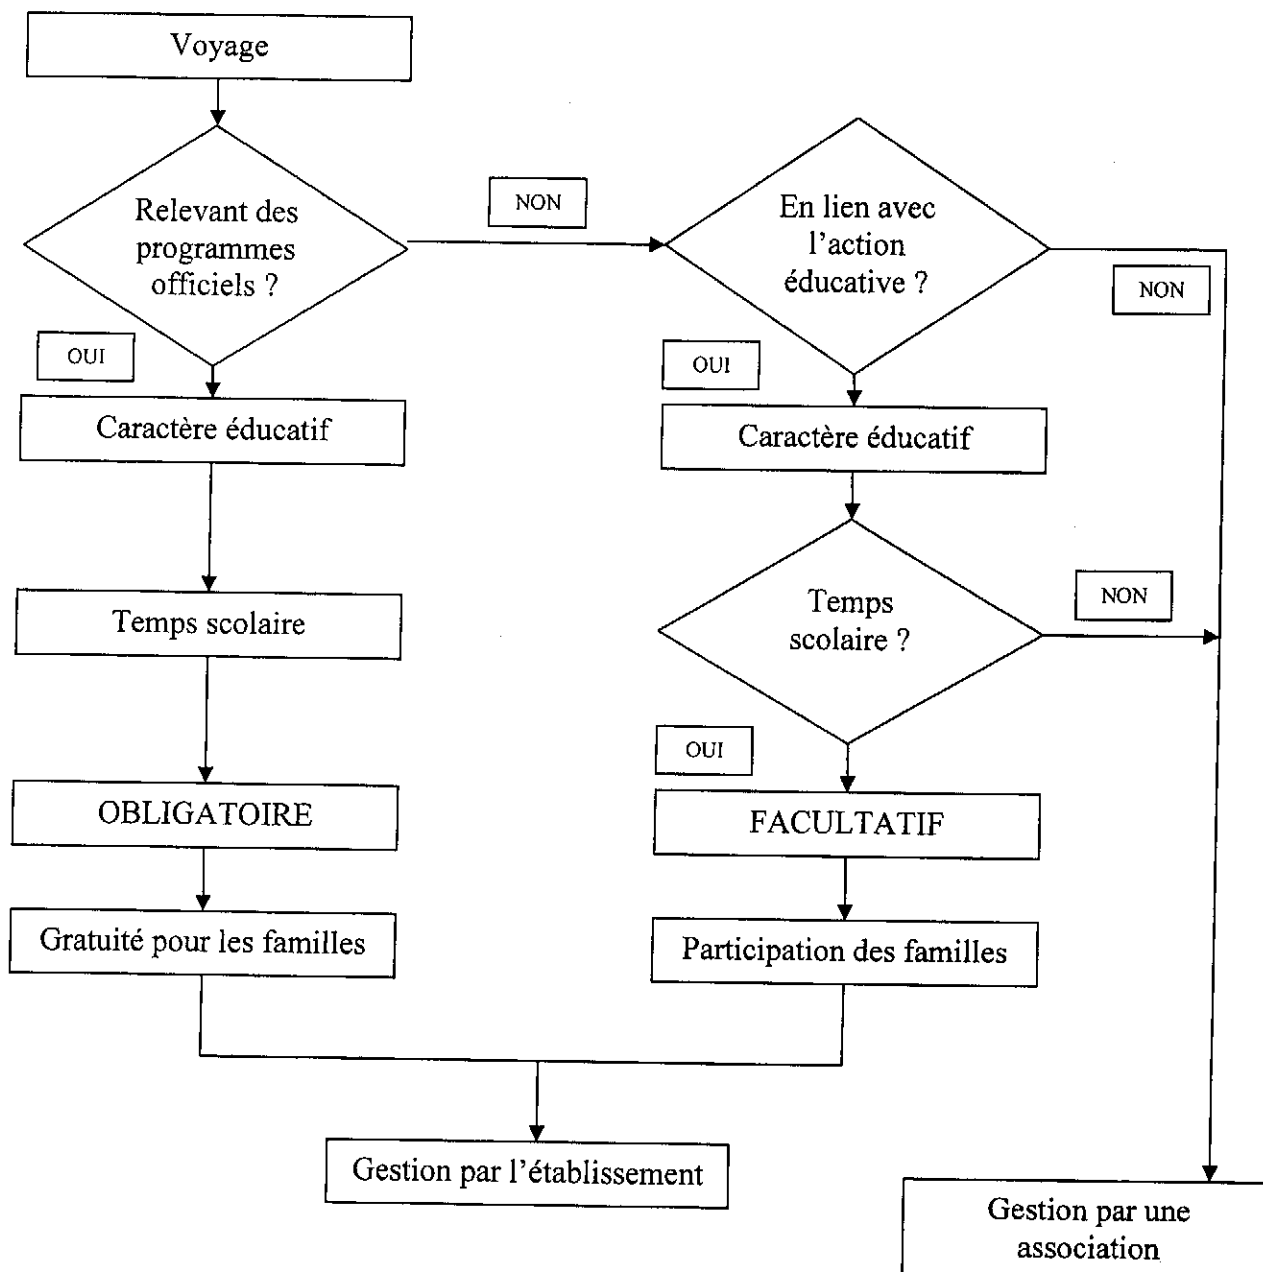 Voyage
Relevant des
programmes
officiels ?
NON
En lien avec
l'action
éducative ?
NON
OUI
OUI
Caractère éducatif
Caractère éducatif
Temps scolaire
Temps
scolaire ?
NON
OUI
OBLIGATOIRE
FACULTATIF
Gratuité pour les familles
Participation des familles
Gestion par l'établissement
Gestion par une
association